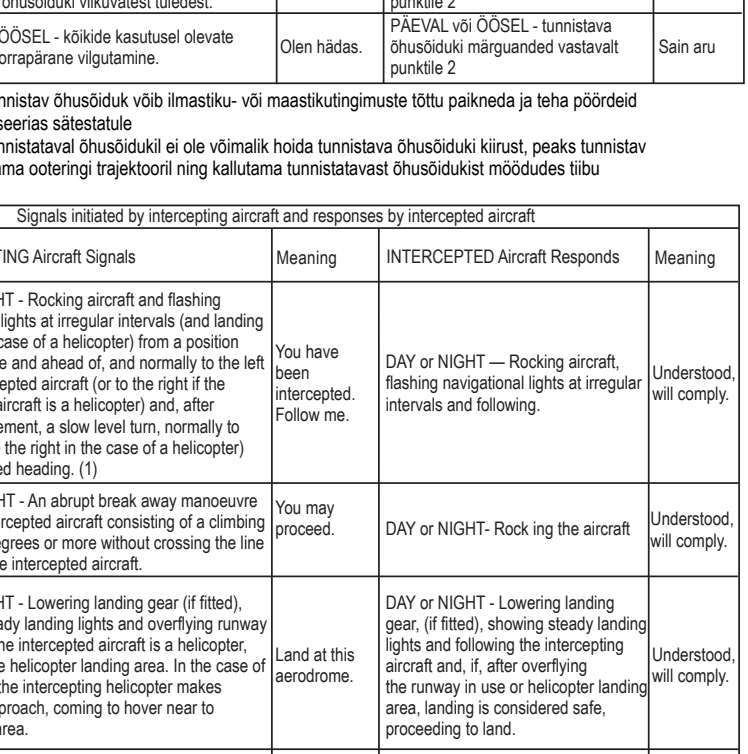 õhusõiduki vilkuvatest tuledest.
punktile 2
ÖÖSEL - kõikide kasutusel olevate
korrapärane vilgutamine.
Olen hädas.
PÄEVAL või ÖÖSEL - tunnistava
õhusõiduki märguanded vastavalt
punktile 2
Sain aru
nnistav õhusõiduk võib ilmastiku- või maastikutingimuste tõttu paikneda ja teha pöördeid
seerias sätestatule
nnistataval õhusõidukil ei ole võimalik hoida tunnistava õhusõiduki kiirust, peaks tunnistav
ama ooteringi trajektooril ning kallutama tunnistatavast õhusõidukist möödudes tiibu
Signals initiated by intercepting aircraft and responses by intercepted aircraft
TING Aircraft Signals
Meaning
INTERCEPTED Aircraft Responds
Meaning
HT - Rocking aircraft and flashing
lights at irregular intervals (and landing
case of a helicopter) from a position
e and ahead of, and normally to the left
epted aircraft (or to the right if the
aircraft is a helicopter) and, after
ement, a slow level turn, normally to
the right in the case of a helicopter)
ed heading. (1)
You have
been
intercepted.
Follow me.
DAY or NIGHT — Rocking aircraft,
flashing navigational lights at irregular
intervals and following.
Understood,
will comply.
HT - An abrupt break away manoeuvre
rcepted aircraft consisting of a climbing
egrees or more without crossing the line
e intercepted aircraft.
You may
proceed.
DAY or NIGHT- Rock ing the aircraft
Understood,
will comply.
HT - Lowering landing gear (if fitted),
ady landing lights and overflying runway
he intercepted aircraft is a helicopter,
e helicopter landing area. In the case of
the intercepting helicopter makes
proach, coming to hover near to
area.
Land at this
aerodrome.
DAY or NIGHT - Lowering landing
gear, (if fitted), showing steady landing
lights and following the intercepting
aircraft and, if, after overflying
the runway in use or helicopter landing
area, landing is considered safe,
proceeding to land.
Understood,
will comply.